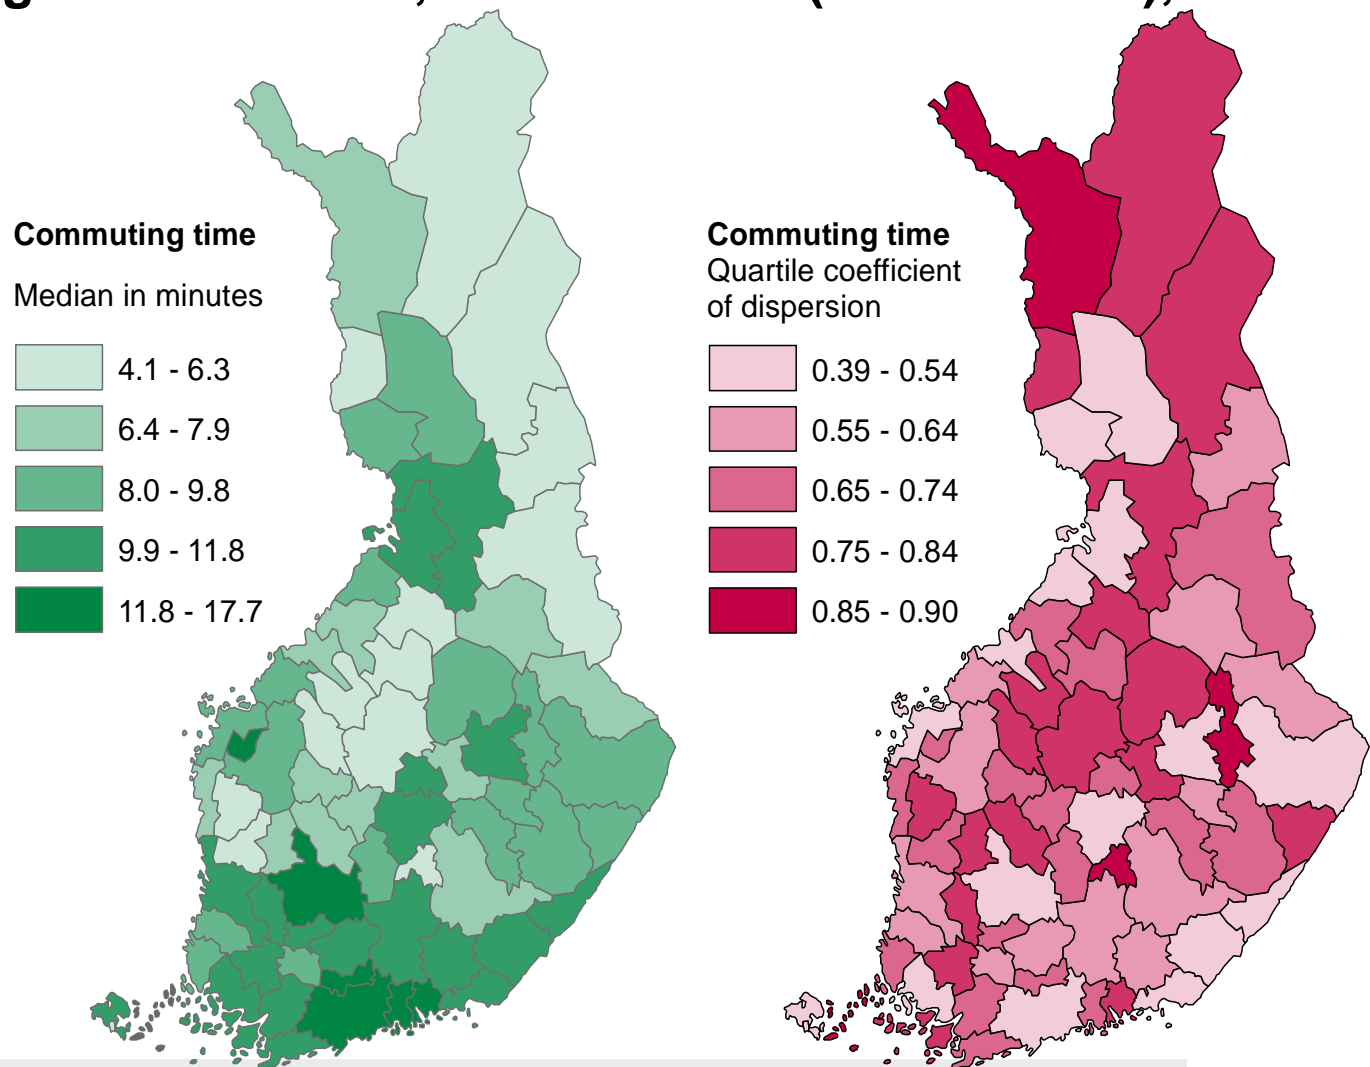 Commuting time
Median in minutes
4.1 - 6.3
6.4 - 7.9
8.0 - 9.8
9.9 - 11.8
11.8 - 17.7
Commuting time
Quartile coefficient
of dispersion
0.39 - 0.54
0.55 - 0.64
0.65 - 0.74
0.75 - 0.84
0.85 - 0.90